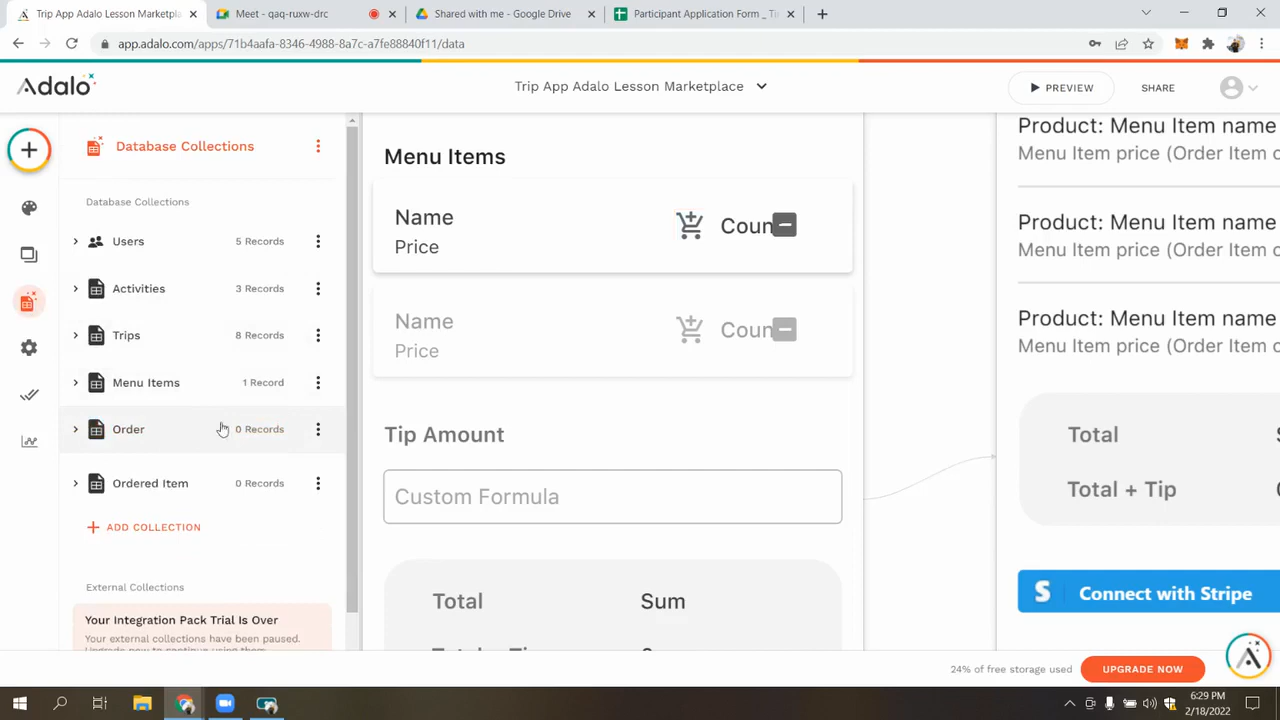 Trip App Adalo Lesson Marketpla
Meet - qaq-ruxw-drc
Shared with me - Google Drive
Participant Application Form _ Ti
app.adalo.com/apps/71b4aafa-8346-4988-8a7c-a7fe88840f11/data
Adalo
Trip App Adalo Lesson Marketplace
PREVIEW
SHARE
Database Collections
Database Collections
Users 5 Records
Activities 3 Records
Trips 8 Records
Menu Items 1 Record
Order 0 Records
Ordered Item 0 Records
ADD COLLECTION
External Collections
Your Integration Pack Trial Is Over
Your external collections have been paused.
Upgrade now to continue using them
Menu Items
Name
Price
Coun
Name
Price
Coun
Tip Amount
Custom Formula
Total Sum
Product: Menu Item name
Menu Item price (Order Item c
Product: Menu Item name
Menu Item price (Order Item c
Product: Menu Item name
Menu Item price (Order Item c
Total
Total + Tip
Connect with Stripe
24% of free storage used
UPGRADE NOW
6:29 PM
2/18/2022